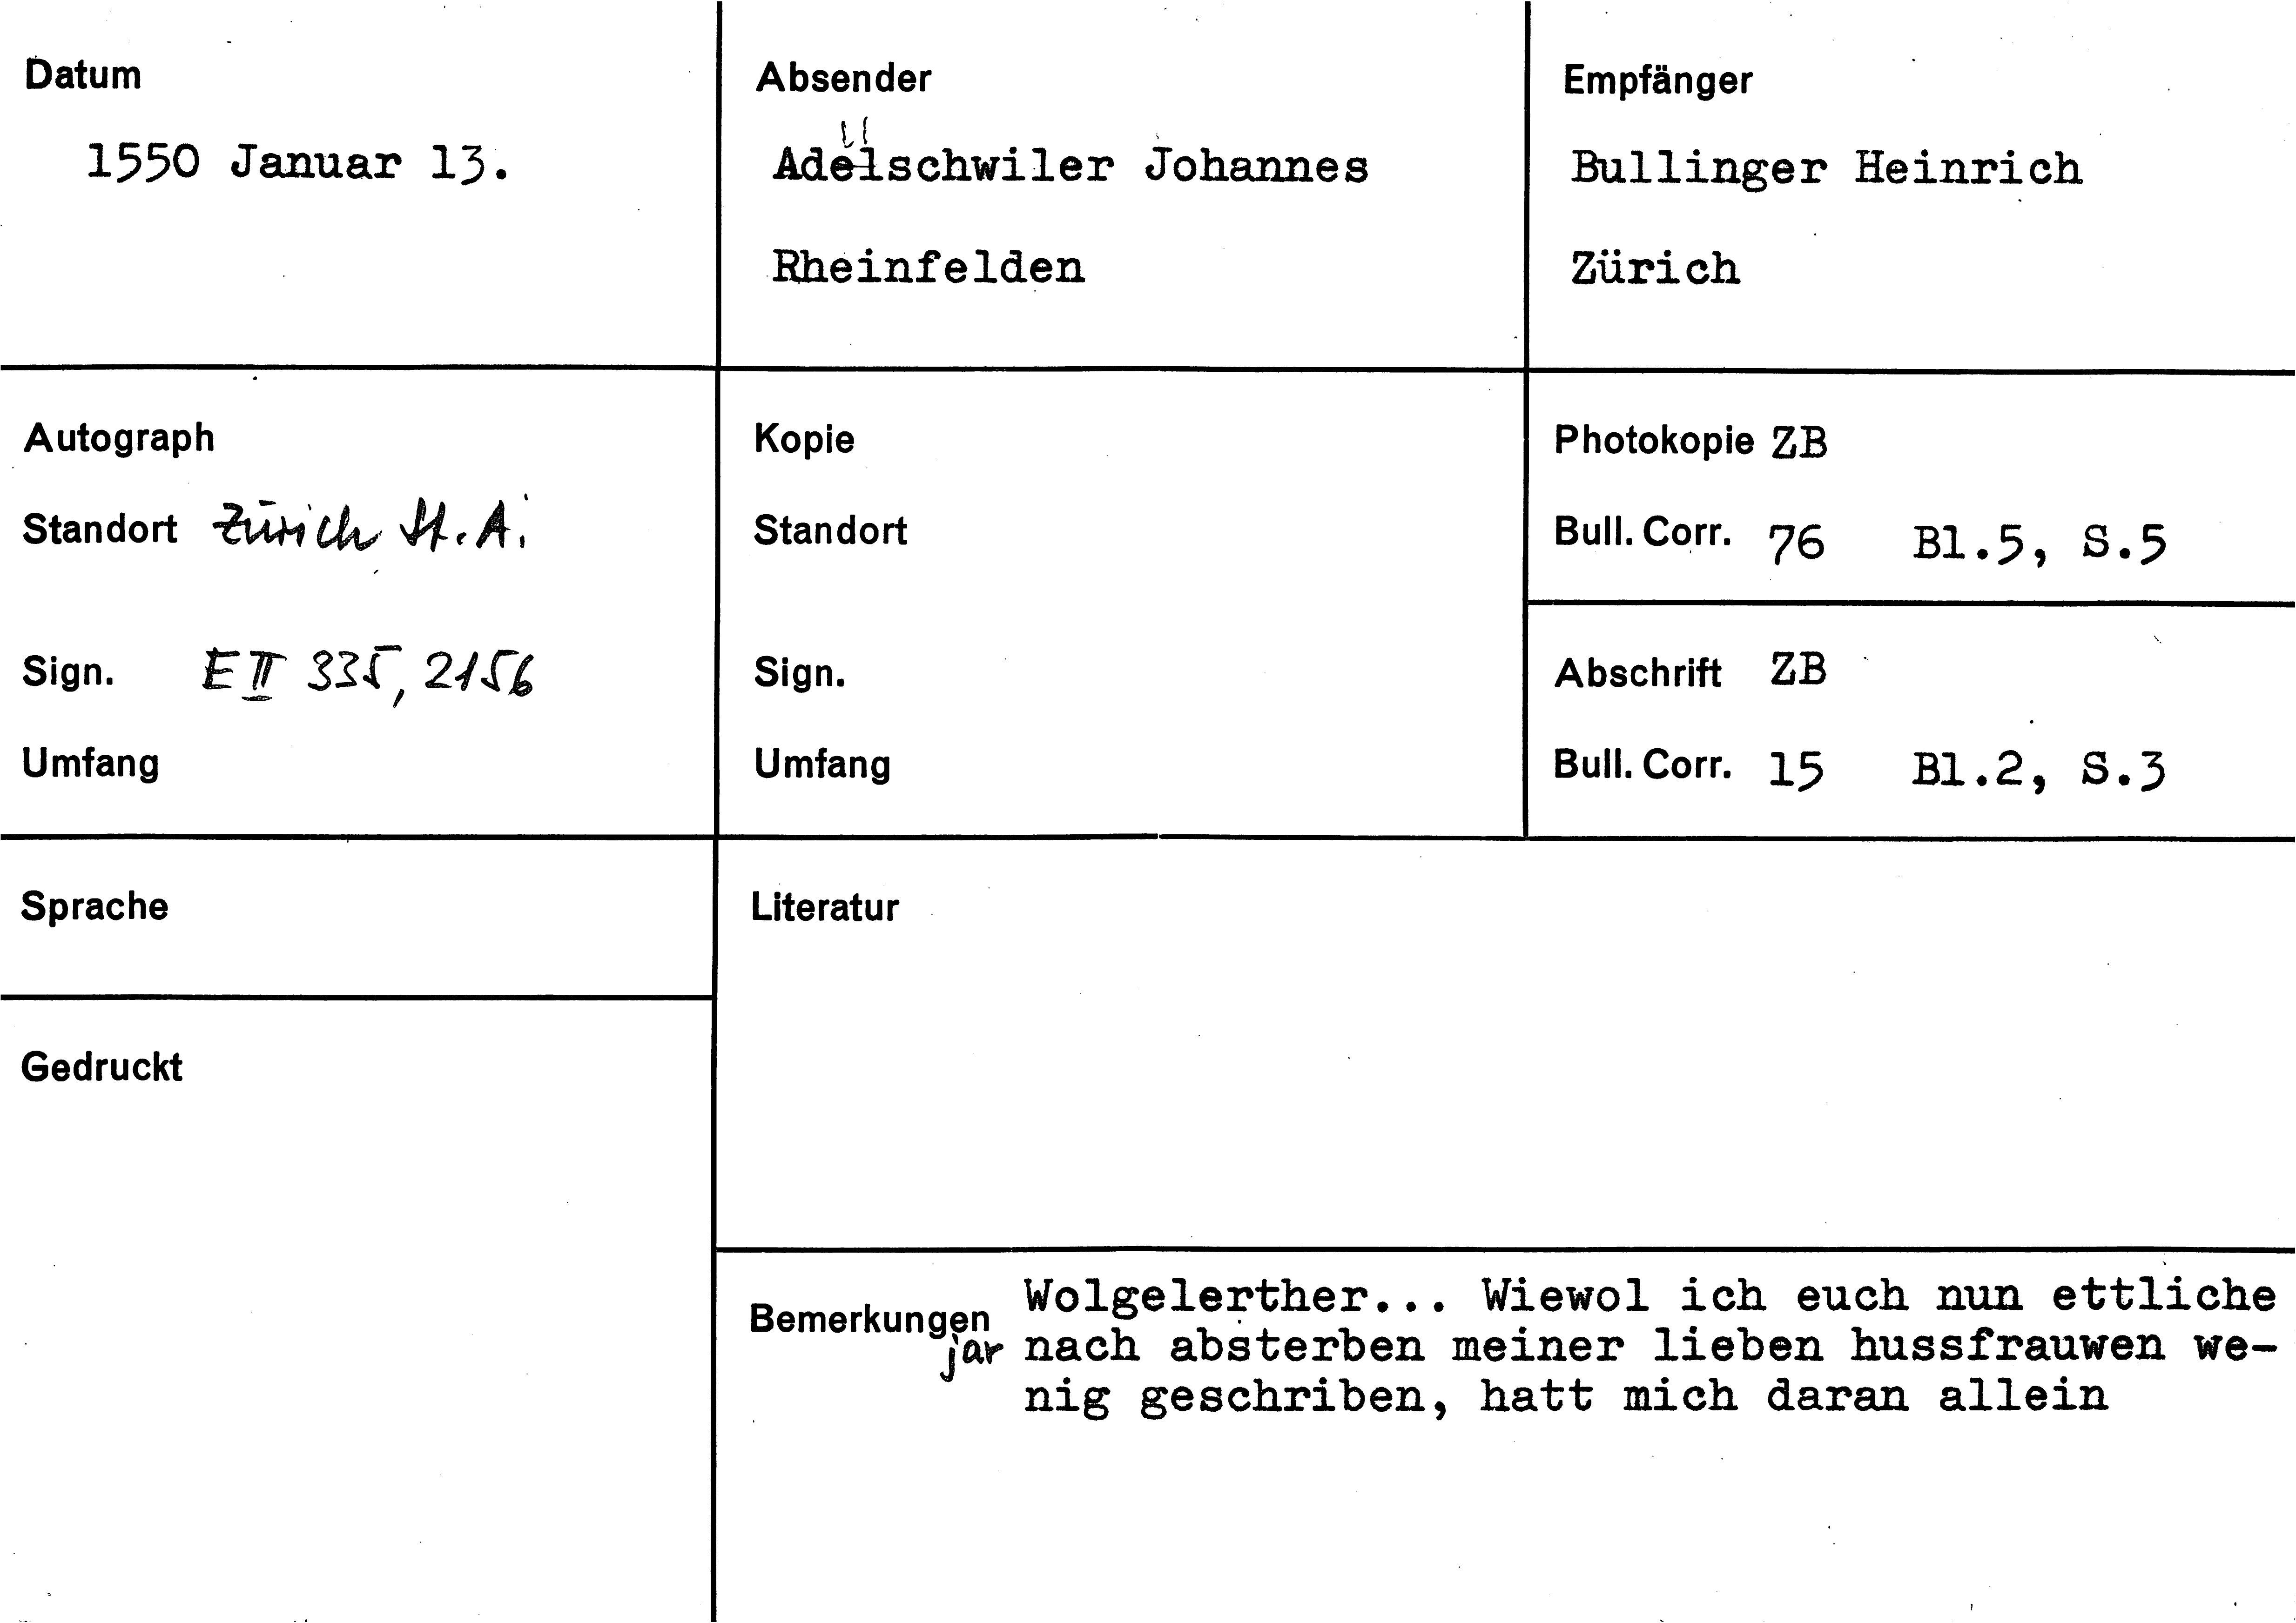 Datum
1550 Januar 13.
Absender
Adelschwiler Johannes
Rheinfelden
Empfänger
Bullinger Heinrich
Zürich
Autograph
Standort Zürich St.A.
Sign. E II 335, 2156
Umfang
Kopie
Standort
Sign.
Umfang
Photokopie ZB
Bull. Corr. 76 Bl.5, S.5
Abschrift ZB
Bull. Corr. 15 Bl.2, S.3
Sprache
Gedruckt
Literatur
Bemerkungen Wolgelerther... Wiewol ich euch nun ettliche
jar nach absterben meiner lieben hussfrauwen we-
nig geschriben, hatt mich daran allein